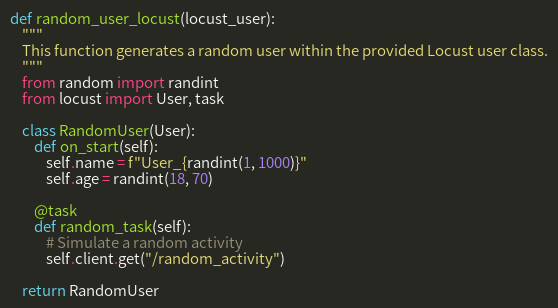 def random_user_locust(locust_user):
    """
    This function generates a random user within the provided Locust user class.
    """
    from random import randint
    from locust import User, task

    class RandomUser(User):
        def on_start(self):
            self.name = f"User_{randint(1, 1000)}"
            self.age = randint(18, 70)

        @task
        def random_task(self):
            # Simulate a random activity
            self.client.get("/random_activity")

    return RandomUser